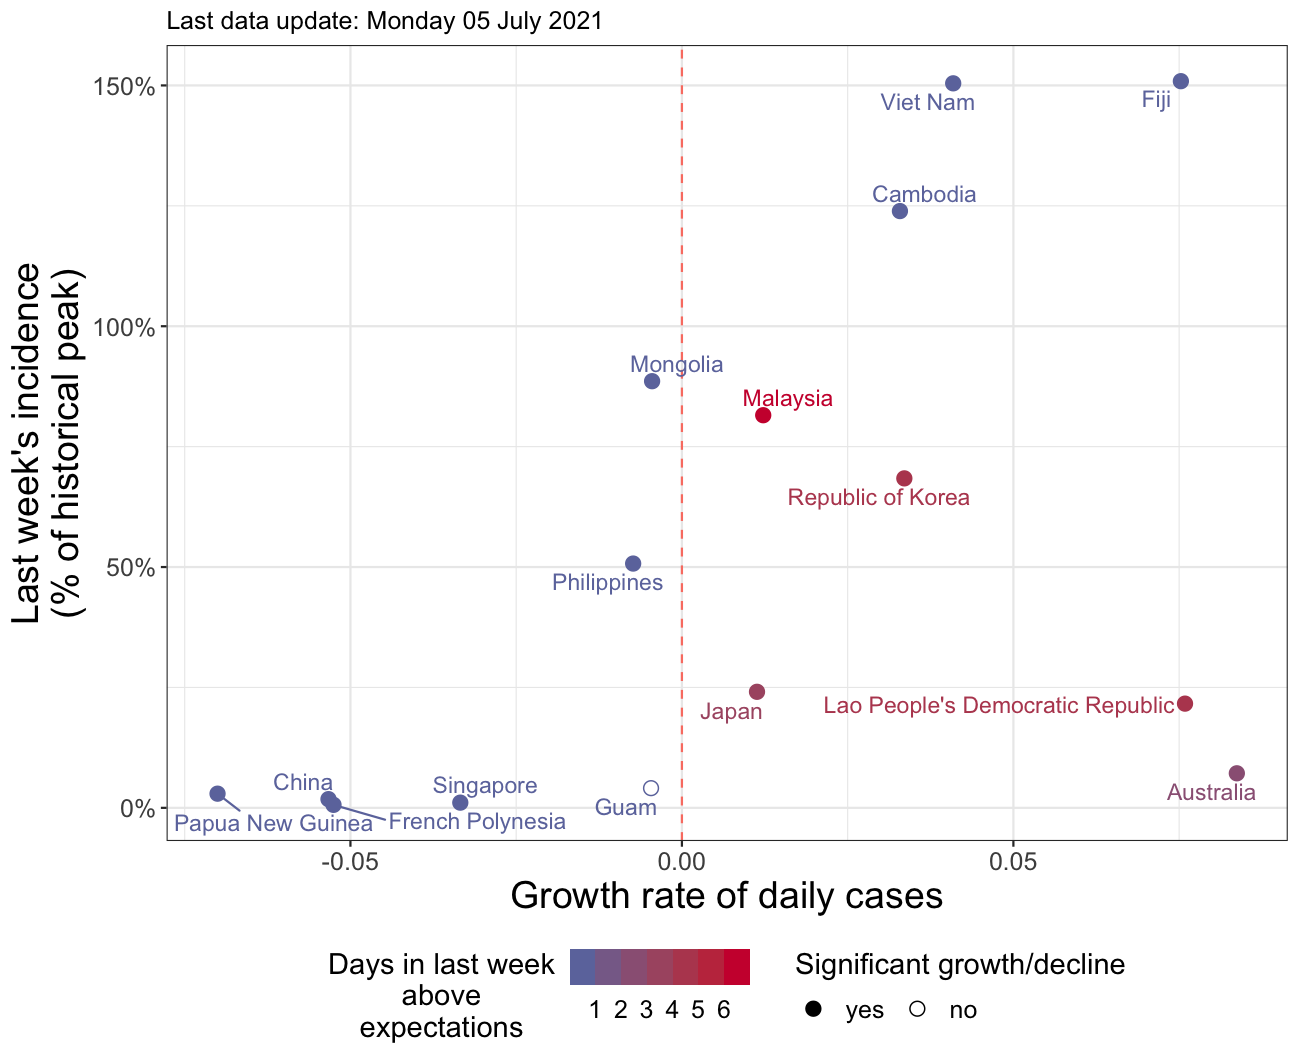 Last data update: Monday 05 July 2021
Last week's incidence
(% of historical peak)
150%
100%
50%
0%
Viet Nam
Fiji
Cambodia
Mongolia
Malaysia
Republic of Korea
Philippines
Japan
Lao People's Democratic Republic
China
Singapore
Guam
Australia
Papua New Guinea
French Polynesia
-0.05
0.00
0.05
Growth rate of daily cases
Days in last week
above
expectations
1 2 3 4 5 6
Significant growth/decline
yes
no